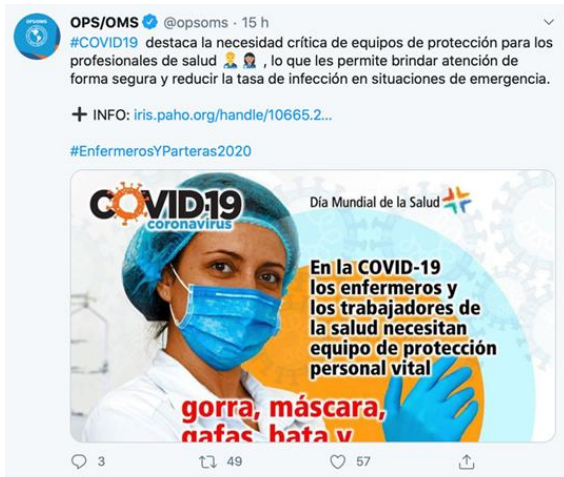 OPS/OMS @opsoms · 15 h
#COVID19 destaca la necesidad crítica de equipos de protección para los
profesionales de salud , lo que les permite brindar atención de
forma segura y reducir la tasa de infección en situaciones de emergencia.
➕ INFO: iris.paho.org/handle/10665.2...
#EnfermerosYParteras2020
COVID-19
coronavirus
Día Mundial de la Salud
En la COVID-19
los enfermeros y
los trabajadores de
la salud necesitan
equipo de protección
personal vital
gorra, máscara,
gafas, bata y
3 49 57